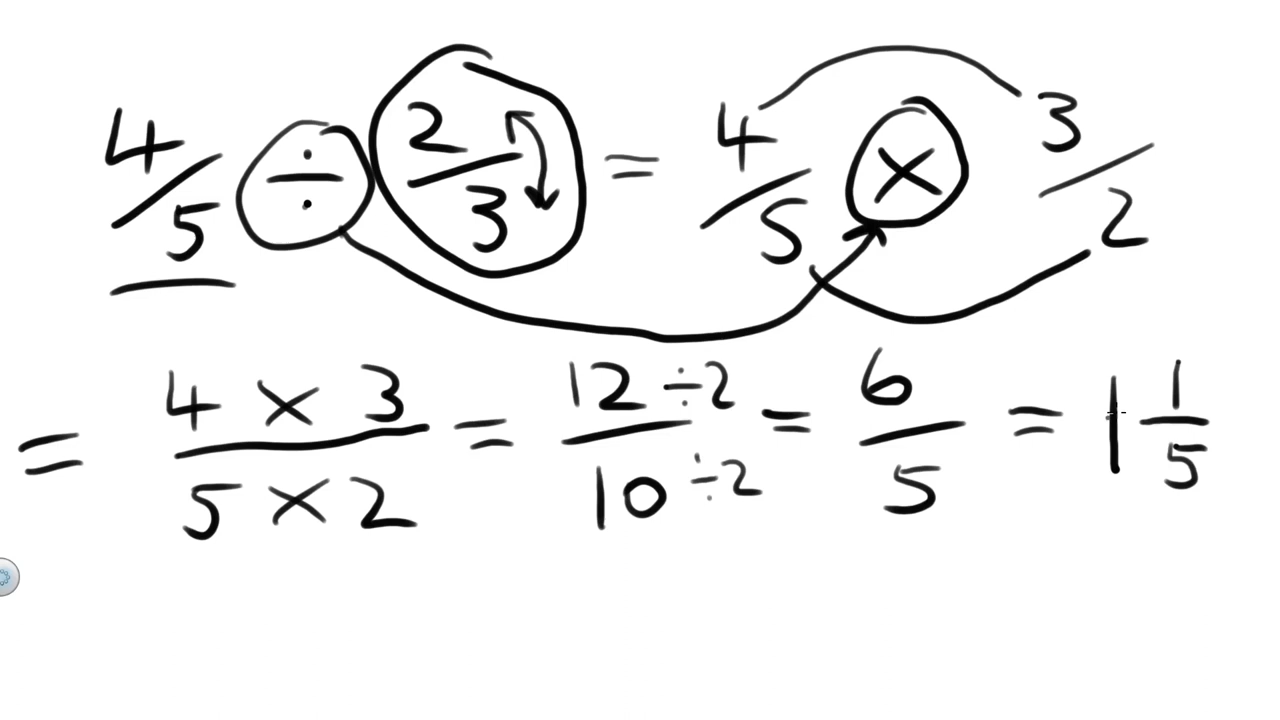 4/5 ÷ 2/3 = 4/5 × 3/2
= 4 × 3 / 5 × 2 = 12 ÷2 / 10 ÷2 = 6/5 = 1 1/5